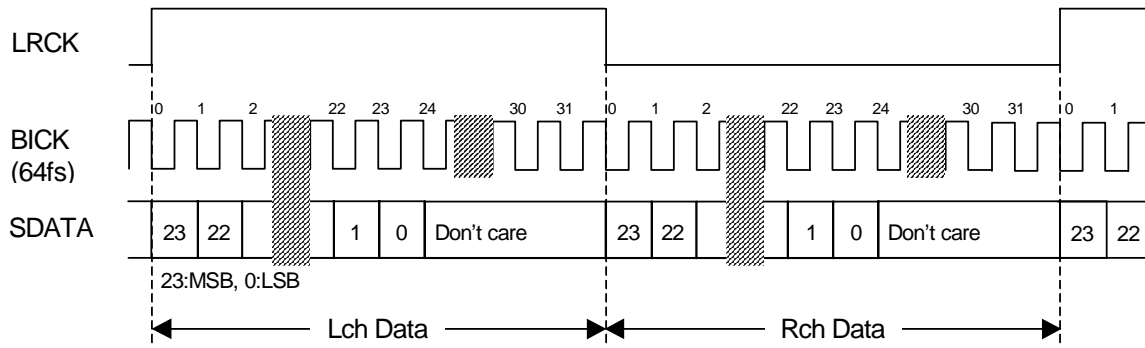 LRCK
0 1 2 22 23 24 30 31 0 1 2 22 23 24 30 31 0 1
BICK
(64fs)
SDATA 23 22 1 0 Don't care 23 22 1 0 Don't care 23 22
23:MSB, 0:LSB
Lch Data Rch Data